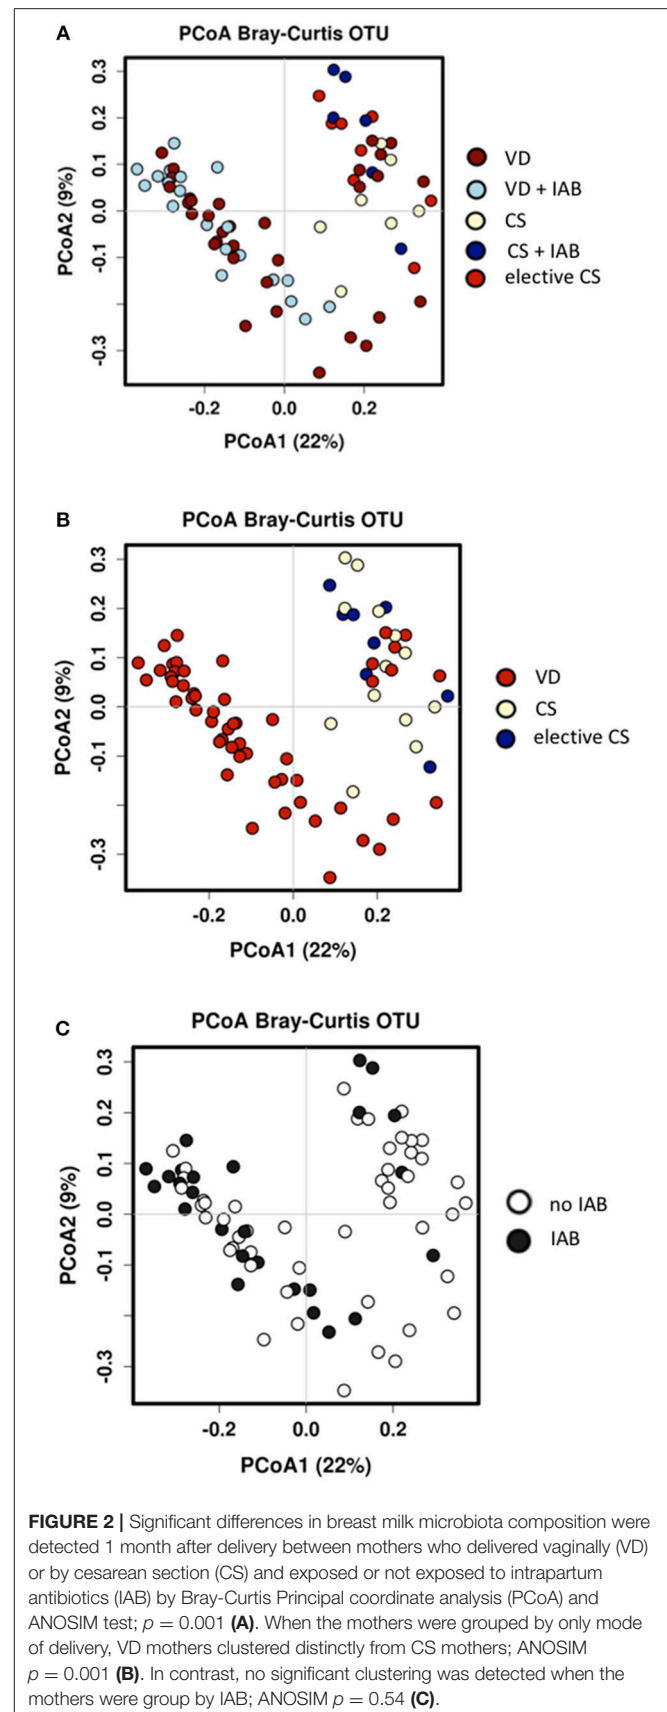 A
PCoA Bray-Curtis OTU
0.3
0.2
0.1
0.0
-0.1
-0.3
PCoA2 (9%)
-0.2 0.0 0.2
PCoA1 (22%)
VD
VD + IAB
CS
CS + IAB
elective CS
B
PCoA Bray-Curtis OTU
0.3
0.2
0.1
0.0
-0.1
-0.3
PCoA2 (9%)
-0.2 0.0 0.2
PCoA1 (22%)
VD
CS
elective CS
C
PCoA Bray-Curtis OTU
0.3
0.2
0.1
0.0
-0.1
-0.3
PCoA2 (9%)
-0.2 0.0 0.2
PCoA1 (22%)
no IAB
IAB
FIGURE 2 | Significant differences in breast milk microbiota composition were
detected 1 month after delivery between mothers who delivered vaginally (VD)
or by cesarean section (CS) and exposed or not exposed to intrapartum
antibiotics (IAB) by Bray-Curtis Principal coordinate analysis (PCoA) and
ANOSIM test; p = 0.001 (A). When the mothers were grouped by only mode
of delivery, VD mothers clustered distinctly from CS mothers; ANOSIM
p = 0.001 (B). In contrast, no significant clustering was detected when the
mothers were group by IAB; ANOSIM p = 0.54 (C).